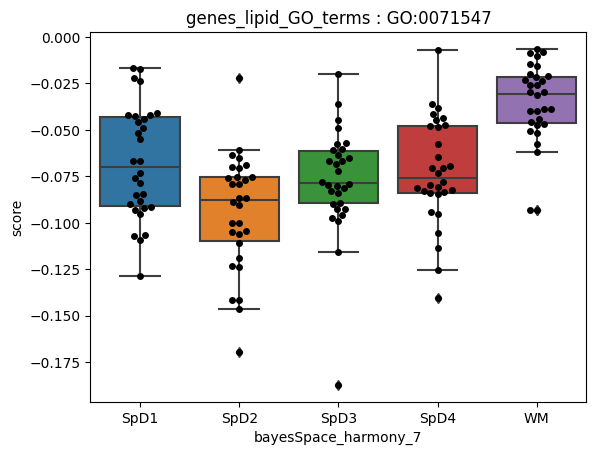 genes_lipid_GO_terms : GO:0071547
0.000
−0.025
−0.050
−0.075
−0.100
−0.125
−0.150
−0.175
score
SpD1 SpD2 SpD3 SpD4 WM
bayesSpace_harmony_7